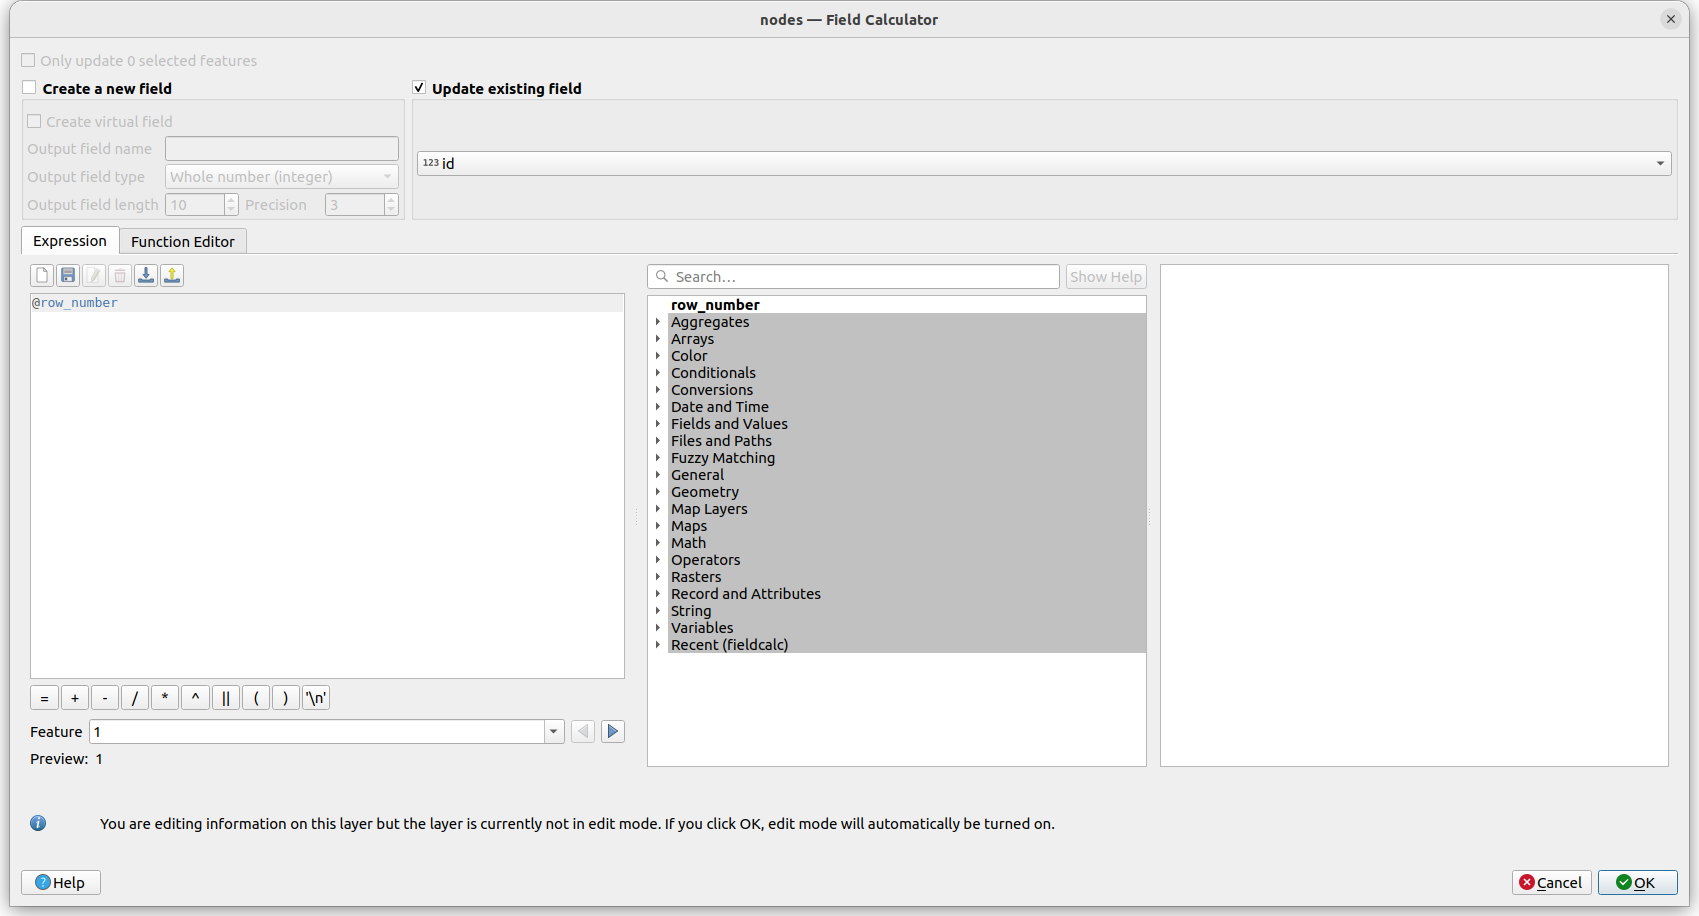 nodes — Field Calculator
Only update 0 selected features
Create a new field
Update existing field
Create virtual field
Output field name
123 id
Output field type Whole number (integer)
Output field length 10 Precision 3
Expression Function Editor
Search… Show Help
@row_number
row_number
Aggregates
Arrays
Color
Conditionals
Conversions
Date and Time
Fields and Values
Files and Paths
Fuzzy Matching
General
Geometry
Map Layers
Maps
Math
Operators
Rasters
Record and Attributes
String
Variables
Recent (fieldcalc)
= + - / * ^ || ( ) '\n'
Feature 1
Preview: 1
You are editing information on this layer but the layer is currently not in edit mode. If you click OK, edit mode will automatically be turned on.
Help Cancel OK